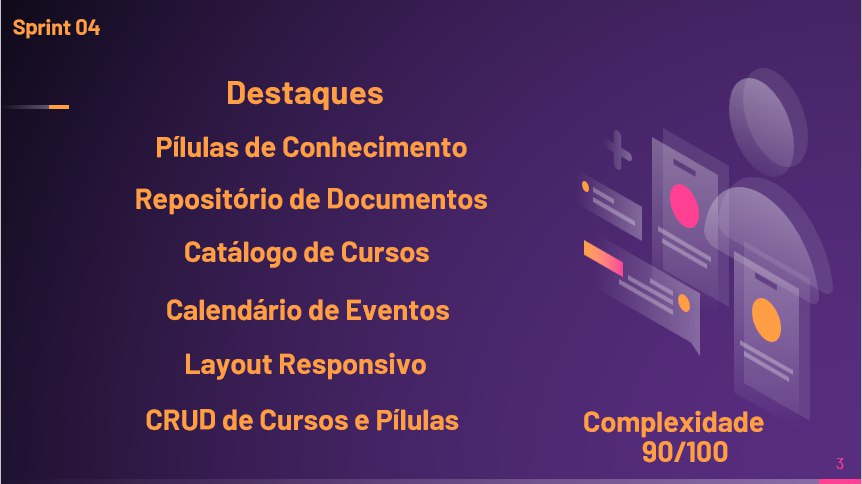 Sprint 04
Destaques
Pílulas de Conhecimento
Repositório de Documentos
Catálogo de Cursos
Calendário de Eventos
Layout Responsivo
CRUD de Cursos e Pílulas
Complexidade
90/100
3